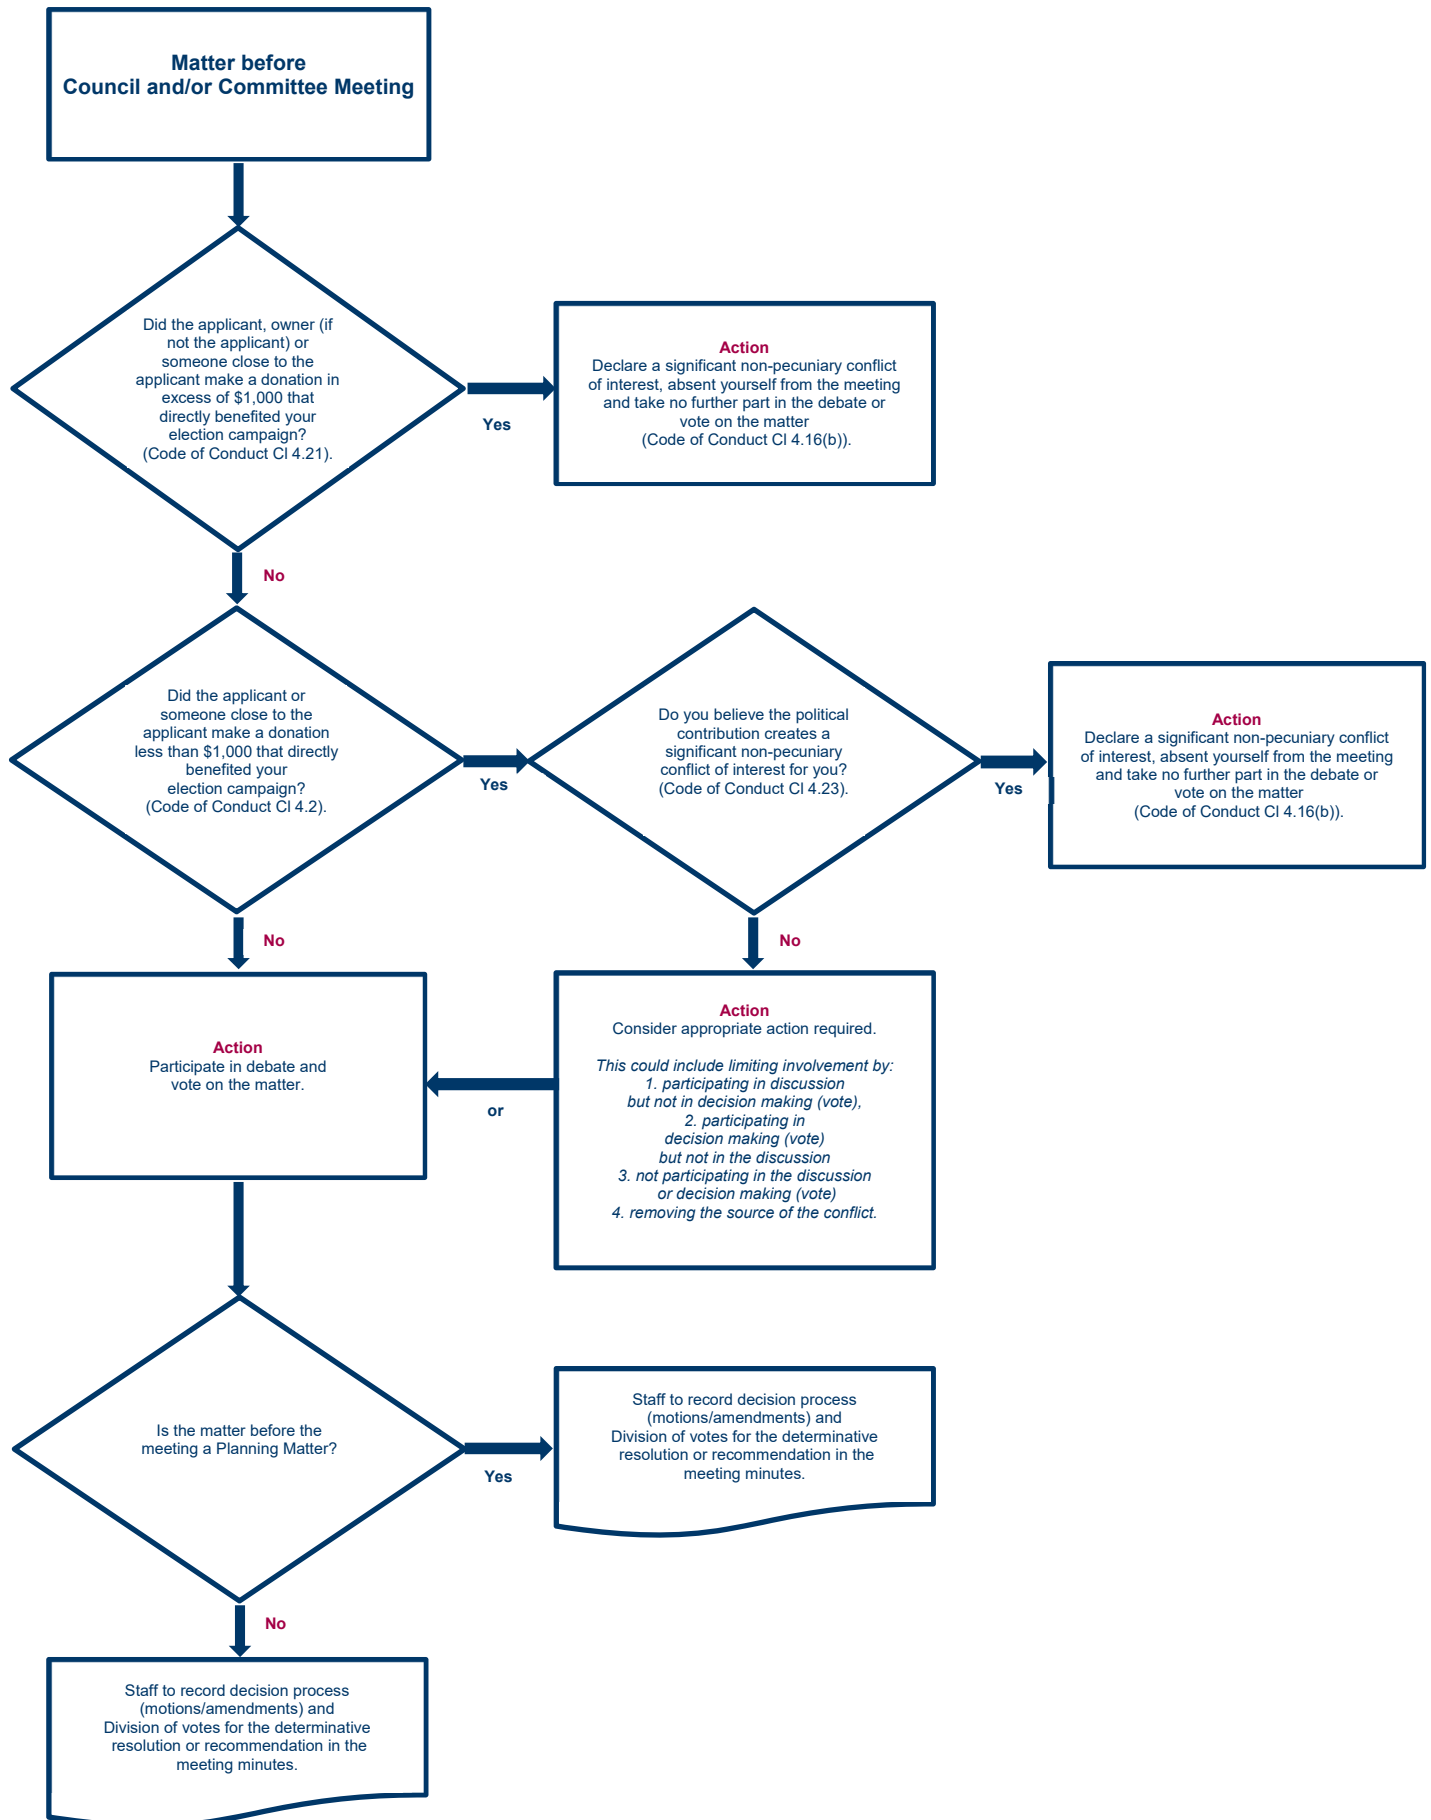 Matter before
Council and/or Committee Meeting
Did the applicant, owner (if
not the applicant) or
someone close to the
applicant make a donation in
excess of $1,000 that
directly benefited your
election campaign?
(Code of Conduct Cl 4.21).
Yes
Action
Declare a significant non-pecuniary conflict
of interest, absent yourself from the meeting
and take no further part in the debate or
vote on the matter
(Code of Conduct Cl 4.16(b)).
No
Did the applicant or
someone close to the
applicant make a donation
less than $1,000 that directly
benefited your
election campaign?
(Code of Conduct Cl 4.2).
Yes
Do you believe the political
contribution creates a
significant non-pecuniary
conflict of interest for you?
(Code of Conduct Cl 4.23).
Yes
Action
Declare a significant non-pecuniary conflict
of interest, absent yourself from the meeting
and take no further part in the debate or
vote on the matter
(Code of Conduct Cl 4.16(b)).
No
No
Action
Participate in debate and
vote on the matter.
or
Action
Consider appropriate action required.
This could include limiting involvement by:
1. participating in discussion
but not in decision making (vote),
2. participating in
decision making (vote)
but not in the discussion
3. not participating in the discussion
or decision making (vote)
4. removing the source of the conflict.
Is the matter before the
meeting a Planning Matter?
Yes
Staff to record decision process
(motions/amendments) and
Division of votes for the determinative
resolution or recommendation in the
meeting minutes.
No
Staff to record decision process
(motions/amendments) and
Division of votes for the determinative
resolution or recommendation in the
meeting minutes.